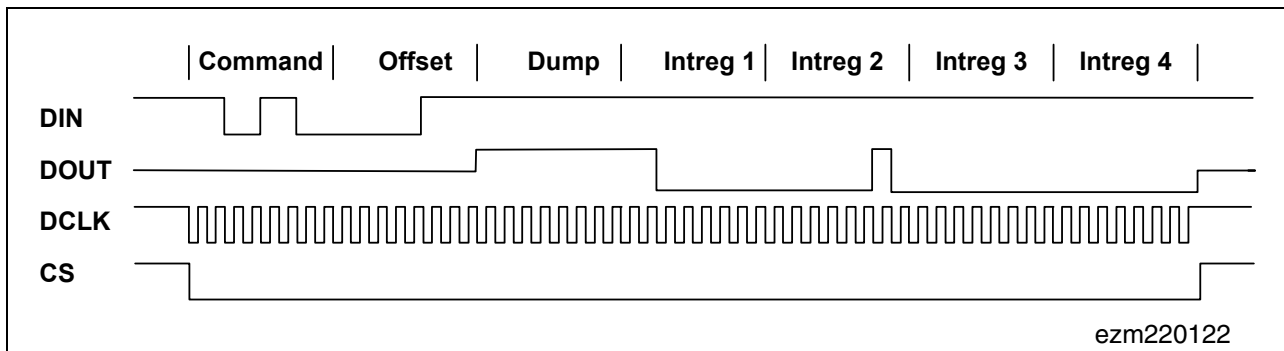 Command Offset Dump Intreg 1 Intreg 2 Intreg 3 Intreg 4
DIN
DOUT
DCLK
CS
ezm220122